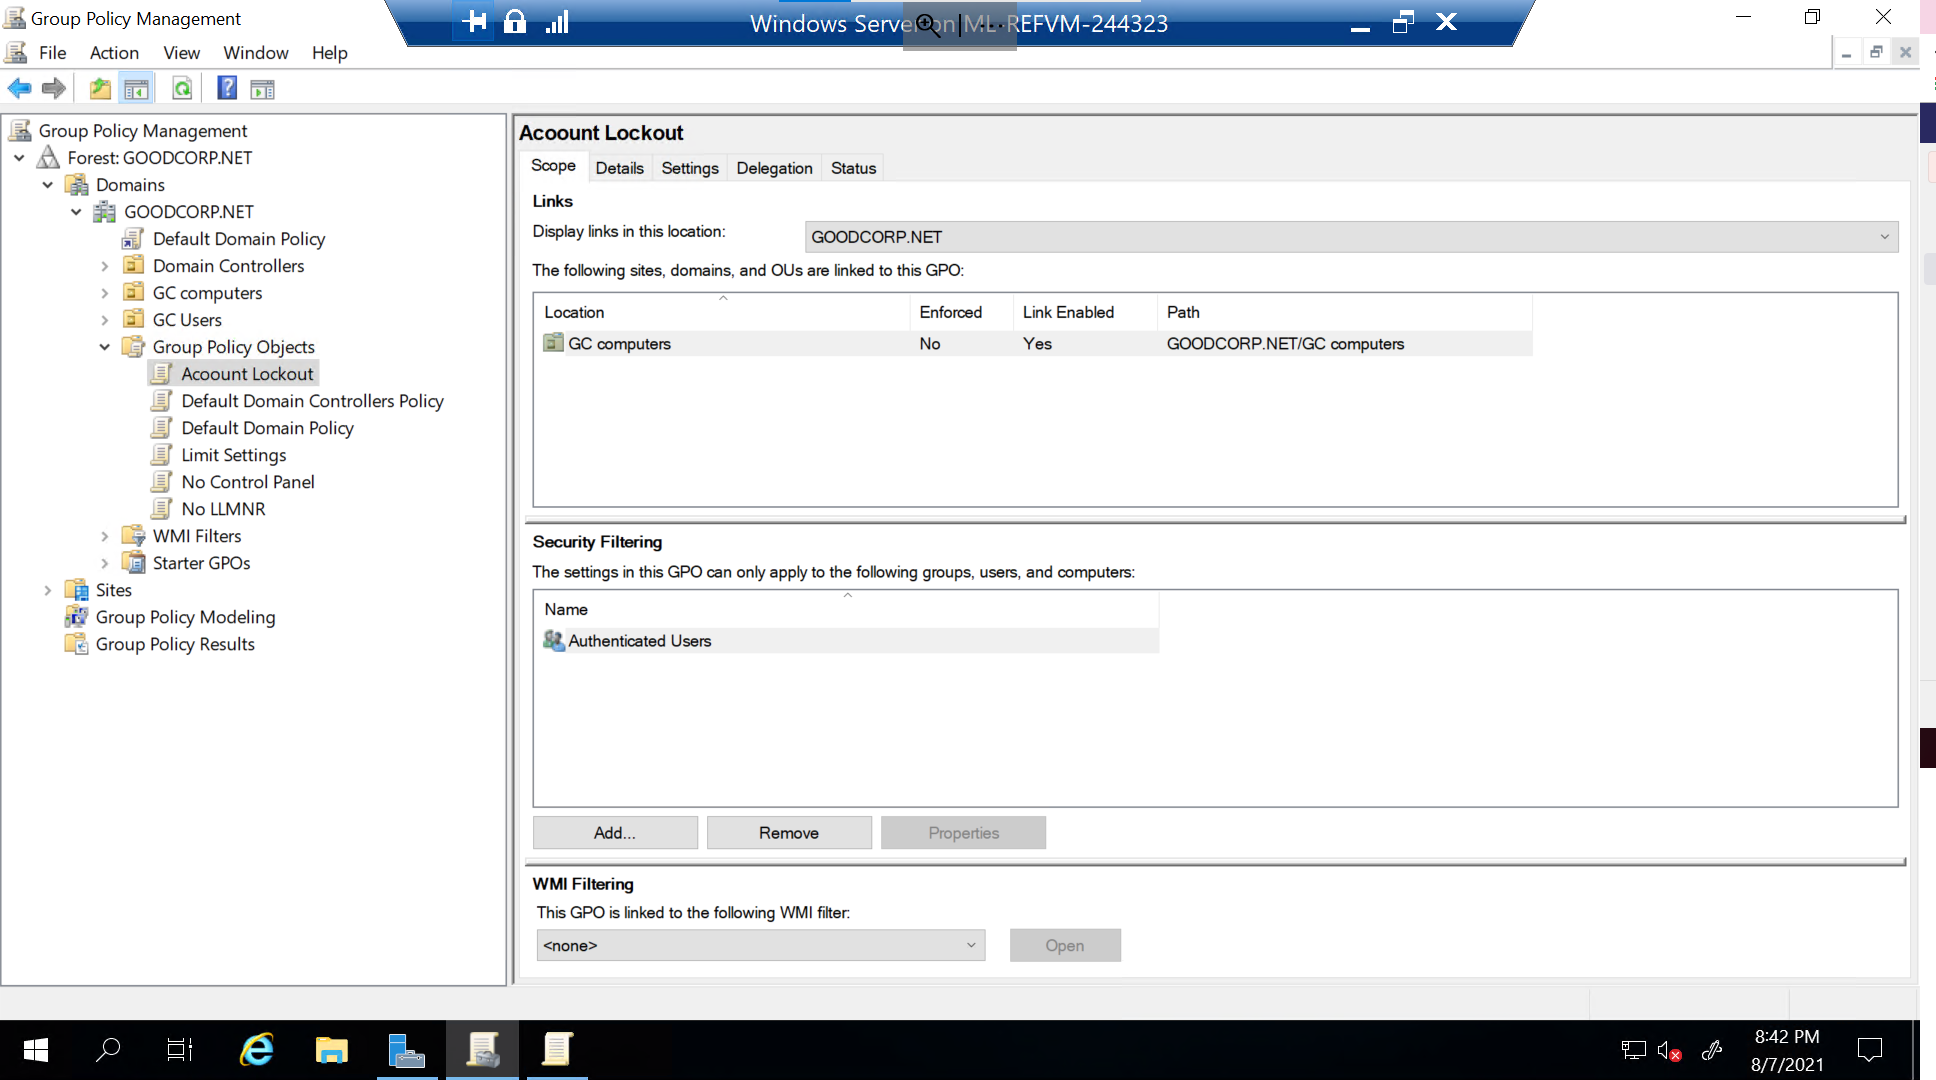 Group Policy Management
Windows Server on ML-REFVM-244323
File Action View Window Help
Group Policy Management
Forest: GOODCORP.NET
Domains
GOODCORP.NET
Default Domain Policy
Domain Controllers
GC computers
GC Users
Group Policy Objects
Acoount Lockout
Default Domain Controllers Policy
Default Domain Policy
Limit Settings
No Control Panel
No LLMNR
WMI Filters
Starter GPOs
Sites
Group Policy Modeling
Group Policy Results
Acoount Lockout
Scope Details Settings Delegation Status
Links
Display links in this location: GOODCORP.NET
The following sites, domains, and OUs are linked to this GPO:
Location Enforced Link Enabled Path
GC computers No Yes GOODCORP.NET/GC computers
Security Filtering
The settings in this GPO can only apply to the following groups, users, and computers:
Name
Authenticated Users
Add... Remove Properties
WMI Filtering
This GPO is linked to the following WMI filter:
<none> Open
8:42 PM
8/7/2021